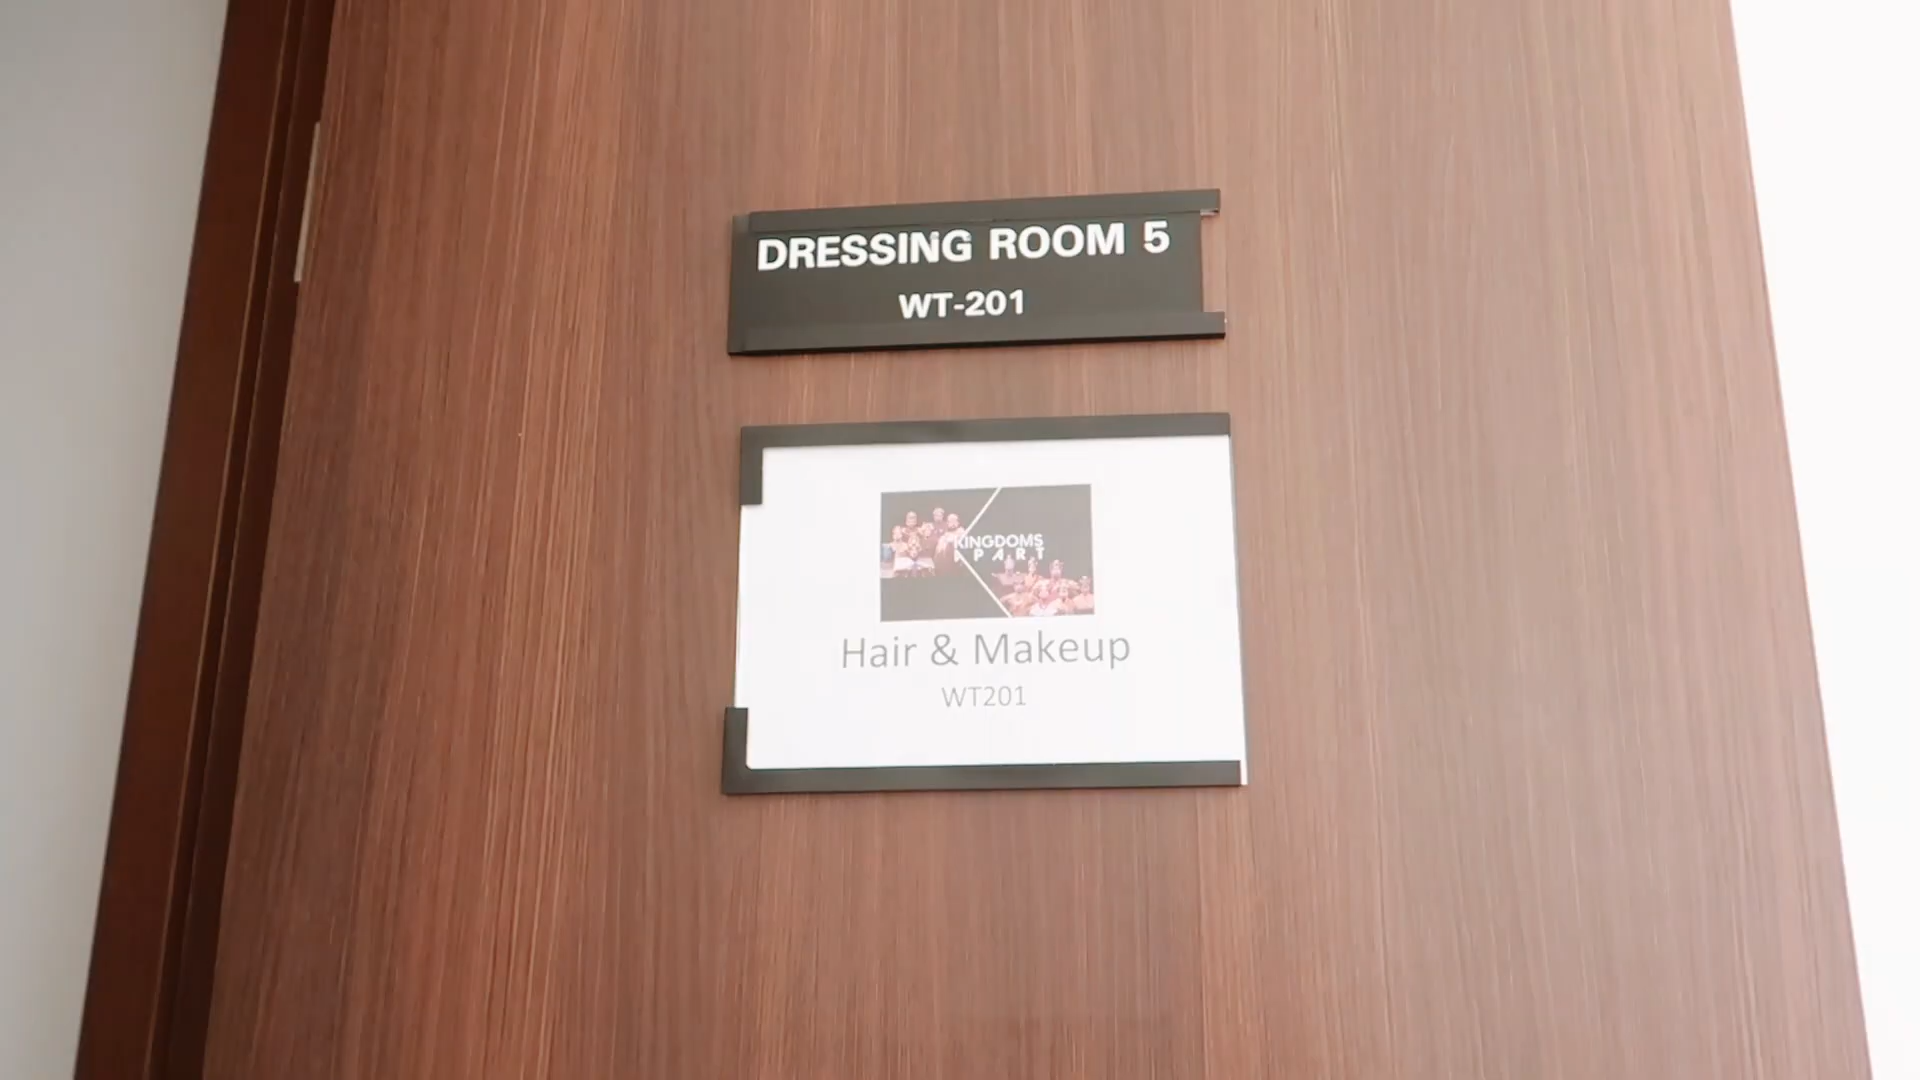 DRESSING ROOM 5
WT-201
KINGDOMS
APART
Hair & Makeup
WT201